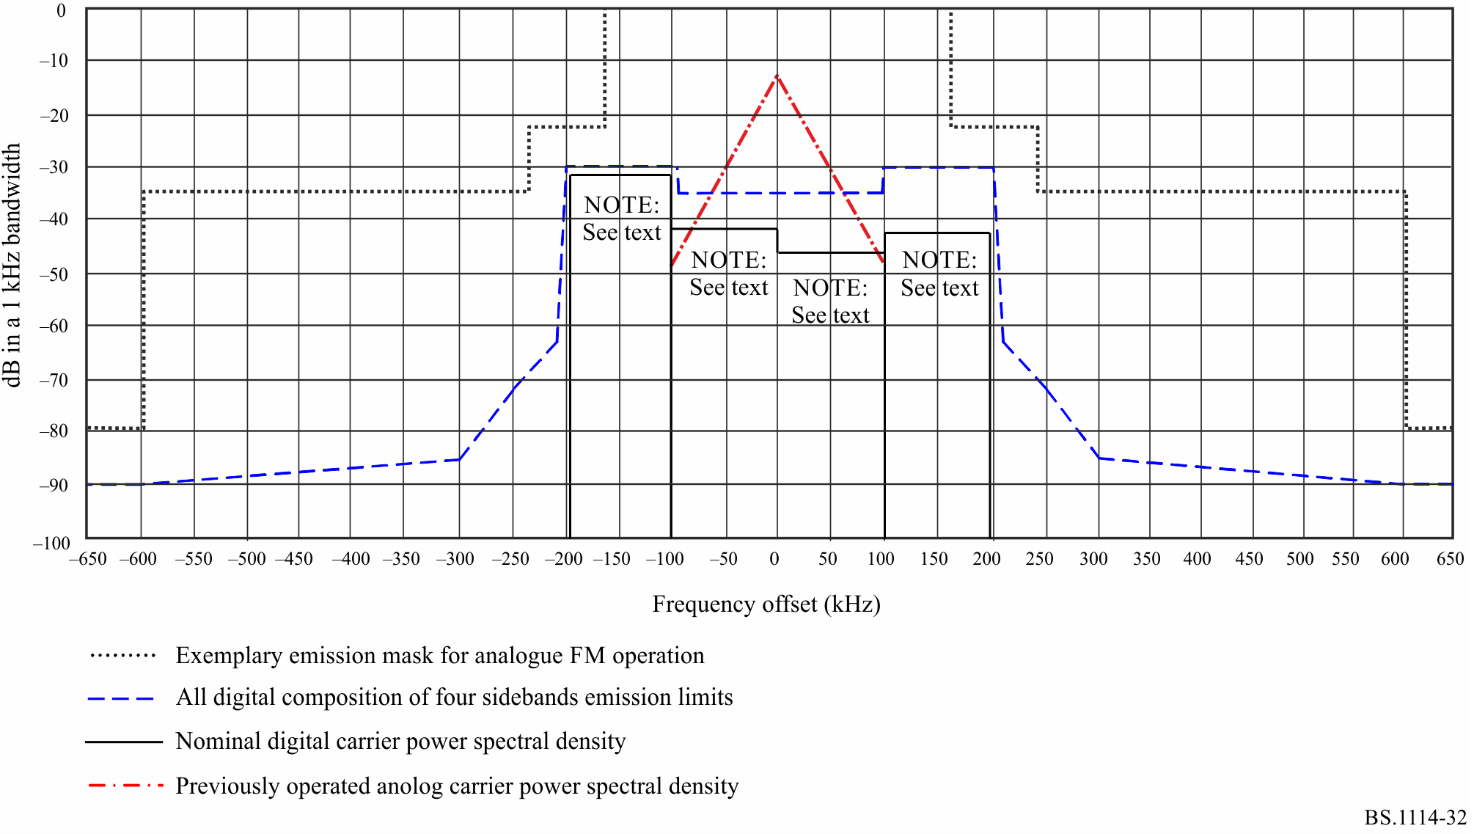 0
–10
–20
–30
–40
–50
–60
–70
–80
–90
–100
dB in a 1 kHz bandwidth
NOTE:
See text
NOTE:
See text
NOTE:
See text
NOTE:
See text
–650 –600 –550 –500 –450 –400 –350 –300 –250 –200 –150 –100 –50 0 50 100 150 200 250 300 350 400 450 500 550 600 650
Frequency offset (kHz)
Exemplary emission mask for analogue FM operation
All digital composition of four sidebands emission limits
Nominal digital carrier power spectral density
Previously operated anolog carrier power spectral density
BS.1114-32